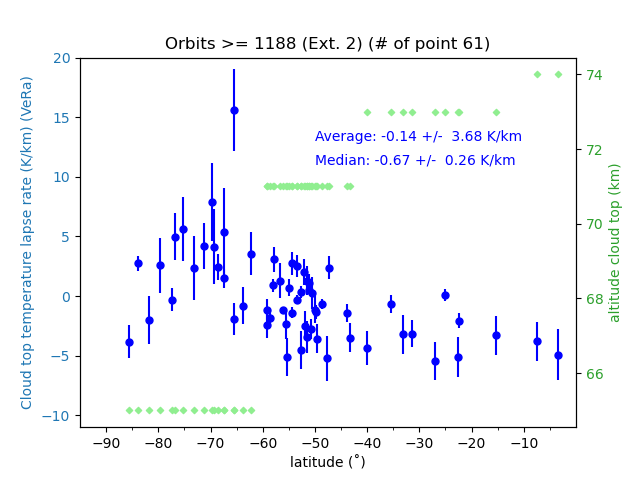 Orbits >= 1188 (Ext. 2) (# of point 61)
Cloud top temperature lapse rate (K/km) (VeRa)
20
15
10
5
0
−5
−10
Average: -0.14 +/-  3.68 K/km
Median: -0.67 +/-  0.26 K/km
74
72
70
68
66
altitude cloud top (km)
−90 −80 −70 −60 −50 −40 −30 −20 −10
latitude (˚)